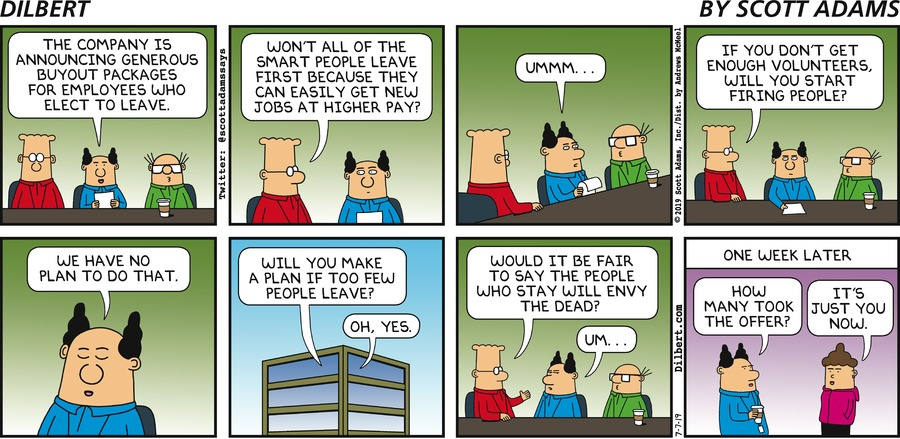 DILBERT
BY SCOTT ADAMS
THE COMPANY IS
ANNOUNCING GENEROUS
BUYOUT PACKAGES
FOR EMPLOYEES WHO
ELECT TO LEAVE.
Twitter: @scottadamssays
WON'T ALL OF THE
SMART PEOPLE LEAVE
FIRST BECAUSE THEY
CAN EASILY GET NEW
JOBS AT HIGHER PAY?
UMMM...
© 2019 Scott Adams, Inc./Dist. by Andrews McMeel
IF YOU DON'T GET
ENOUGH VOLUNTEERS,
WILL YOU START
FIRING PEOPLE?
WE HAVE NO
PLAN TO DO THAT.
WILL YOU MAKE
A PLAN IF TOO FEW
PEOPLE LEAVE?
OH, YES.
WOULD IT BE FAIR
TO SAY THE PEOPLE
WHO STAY WILL ENVY
THE DEAD?
UM...
Dilbert.com
7-7-19
ONE WEEK LATER
HOW
MANY TOOK
THE OFFER?
IT'S
JUST YOU
NOW.